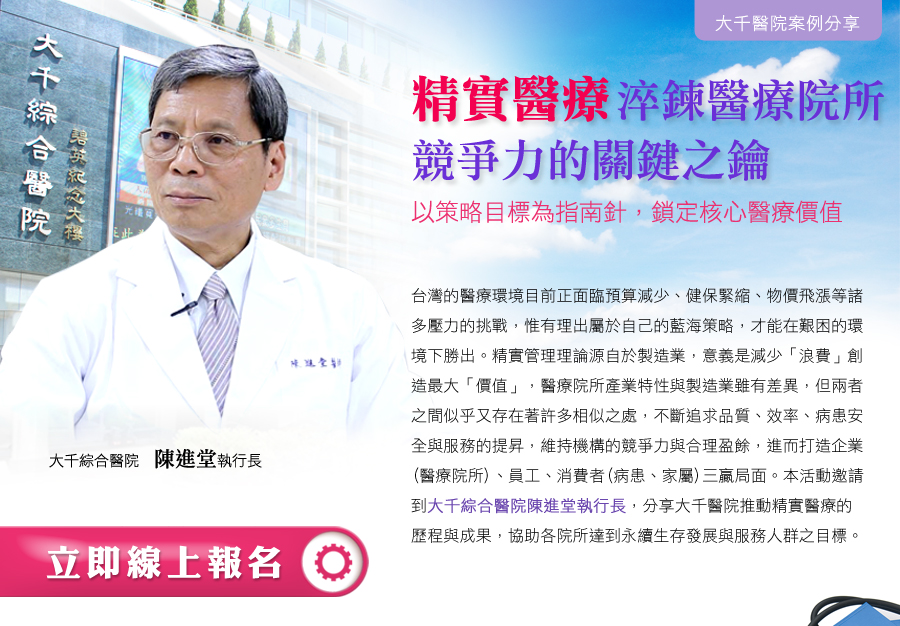 大千醫院案例分享
大千綜合醫院
碧英紀念大樓
精實醫療 淬鍊醫療院所
競爭力的關鍵之鑰
以策略目標為指南針，鎖定核心醫療價值
台灣的醫療環境目前正面臨預算減少、健保緊縮、物價飛漲等諸
多壓力的挑戰，惟有理出屬於自己的藍海策略，才能在艱困的環
境下勝出。精實管理理論源自於製造業，意義是減少「浪費」創
造最大「價值」，醫療院所產業特性與製造業雖有差異，但兩者
之間似乎又存在著許多相似之處，不斷追求品質、效率、病患安
全與服務的提昇，維持機構的競爭力與合理盈餘，進而打造企業
(醫療院所)、員工、消費者(病患、家屬)三贏局面。本活動邀請
到大千綜合醫院陳進堂執行長，分享大千醫院推動精實醫療的
歷程與成果，協助各院所達到永續生存發展與服務人群之目標。
大千綜合醫院 陳進堂執行長
立即線上報名